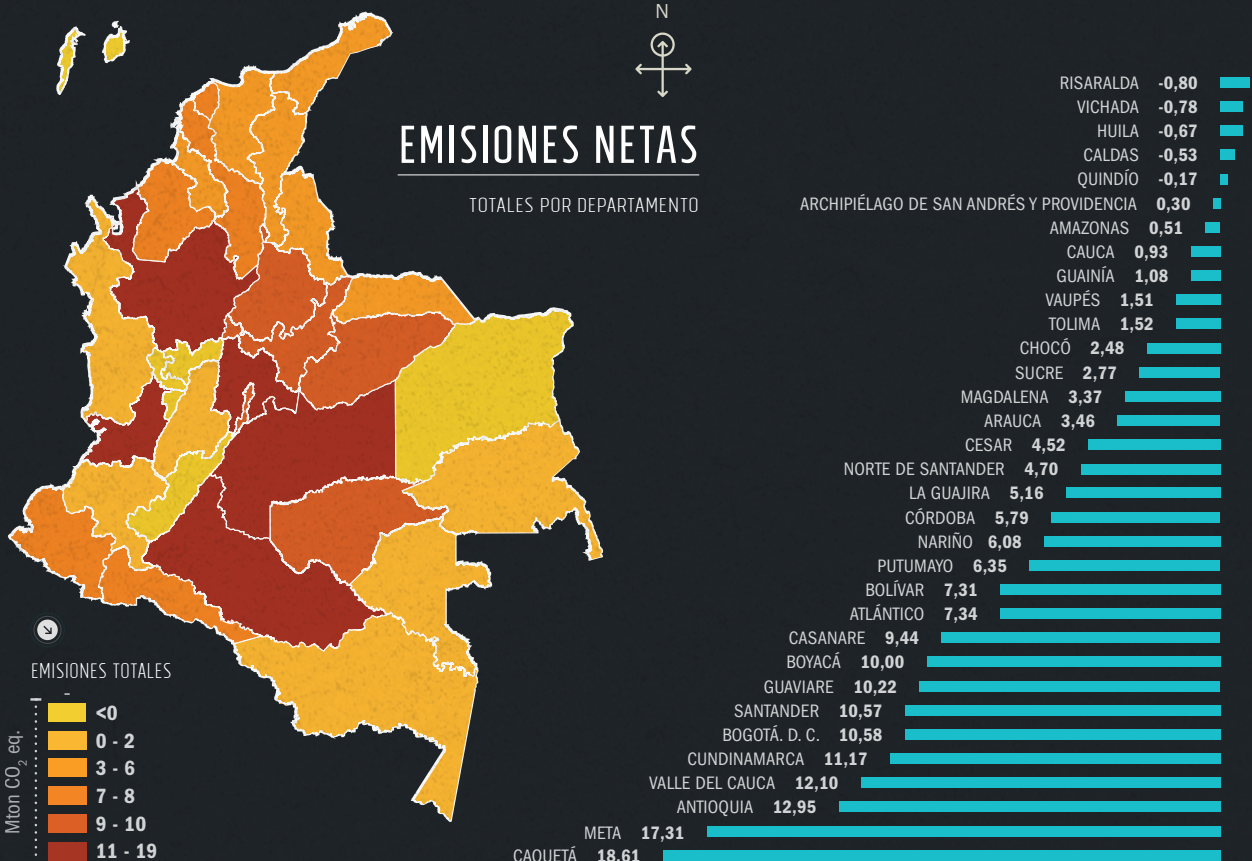 N
EMISIONES NETAS
TOTALES POR DEPARTAMENTO
RISARALDA -0,80
VICHADA -0,78
HUILA -0,67
CALDAS -0,53
QUINDÍO -0,17
ARCHIPIÉLAGO DE SAN ANDRÉS Y PROVIDENCIA 0,30
AMAZONAS 0,51
CAUCA 0,93
GUAINÍA 1,08
VAUPÉS 1,51
TOLIMA 1,52
CHOCÓ 2,48
SUCRE 2,77
MAGDALENA 3,37
ARAUCA 3,46
CESAR 4,52
NORTE DE SANTANDER 4,70
LA GUAJIRA 5,16
CÓRDOBA 5,79
NARIÑO 6,08
PUTUMAYO 6,35
BOLÍVAR 7,31
ATLÁNTICO 7,34
CASANARE 9,44
BOYACÁ 10,00
GUAVIARE 10,22
SANTANDER 10,57
BOGOTÁ. D. C. 10,58
CUNDINAMARCA 11,17
VALLE DEL CAUCA 12,10
ANTIOQUIA 12,95
META 17,31
CAQUETÁ 18,61
EMISIONES TOTALES
-
Mton CO₂ eq.
<0
0 - 2
3 - 6
7 - 8
9 - 10
11 - 19